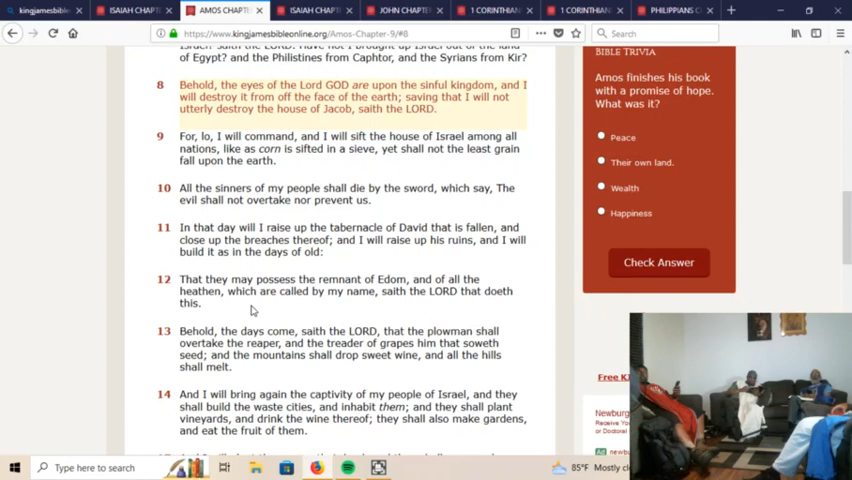 kingjamesbible
ISAIAH CHAPT
AMOS CHAPTE
ISAIAH CHAPTE
JOHN CHAPTER
1 CORINTHIAN
1 CORINTHIAN
PHILIPPIANS C
https://www.kingjamesbibleonline.org/Amos-Chapter-9/#8
Search
Israel? saith the LORD. Have not I brought up Israel out of the land
of Egypt? and the Philistines from Caphtor, and the Syrians from Kir?
8 Behold, the eyes of the Lord GOD are upon the sinful kingdom, and I
will destroy it from off the face of the earth; saving that I will not
utterly destroy the house of Jacob, saith the LORD.
9 For, lo, I will command, and I will sift the house of Israel among all
nations, like as corn is sifted in a sieve, yet shall not the least grain
fall upon the earth.
10 All the sinners of my people shall die by the sword, which say, The
evil shall not overtake nor prevent us.
11 In that day will I raise up the tabernacle of David that is fallen, and
close up the breaches thereof; and I will raise up his ruins, and I will
build it as in the days of old:
12 That they may possess the remnant of Edom, and of all the
heathen, which are called by my name, saith the LORD that doeth
this.
13 Behold, the days come, saith the LORD, that the plowman shall
overtake the reaper, and the treader of grapes him that soweth
seed; and the mountains shall drop sweet wine, and all the hills
shall melt.
14 And I will bring again the captivity of my people of Israel, and they
shall build the waste cities, and inhabit them; and they shall plant
vineyards, and drink the wine thereof; they shall also make gardens,
and eat the fruit of them.
BIBLE TRIVIA
Amos finishes his book
with a promise of hope.
What was it?
Peace
Their own land.
Wealth
Happiness
Check Answer
Free K
Newburg
Receive Yo
or Doctoral
Ad newb
Type here to search
85°F Mostly cl